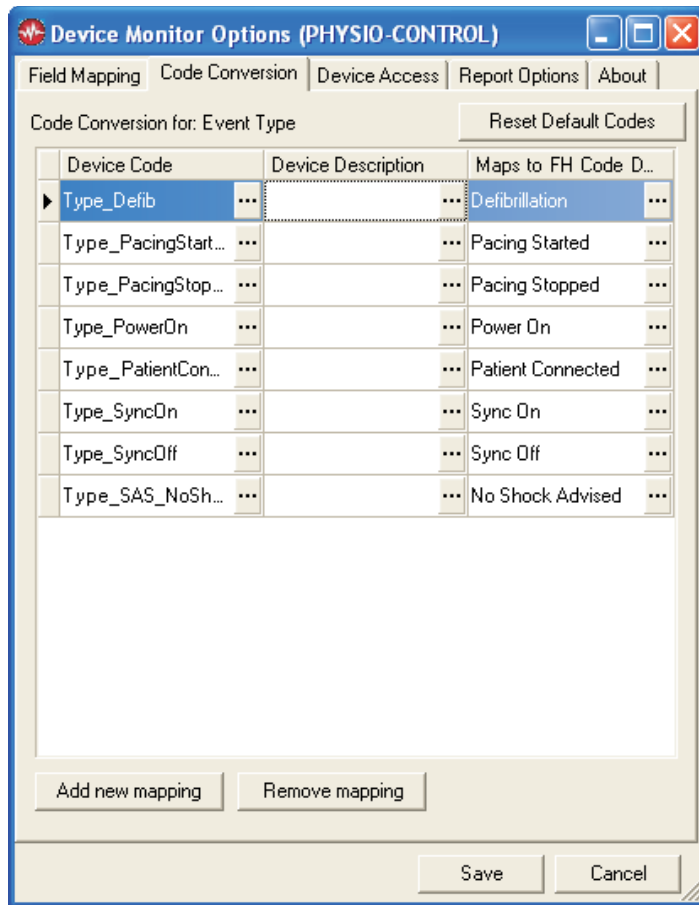 Device Monitor Options (PHYSIO-CONTROL)
Field Mapping Code Conversion Device Access Report Options About
Code Conversion for: Event Type Reset Default Codes
Device Code Device Description Maps to FH Code D...
Type_Defib ... ... Defibrillation ...
Type_PacingStart... ... ... Pacing Started ...
Type_PacingStop... ... ... Pacing Stopped ...
Type_PowerOn ... ... Power On ...
Type_PatientCon... ... ... Patient Connected ...
Type_SyncOn ... ... Sync On ...
Type_SyncOff ... ... Sync Off ...
Type_SAS_NoSh... ... ... No Shock Advised ...
Add new mapping Remove mapping
Save Cancel